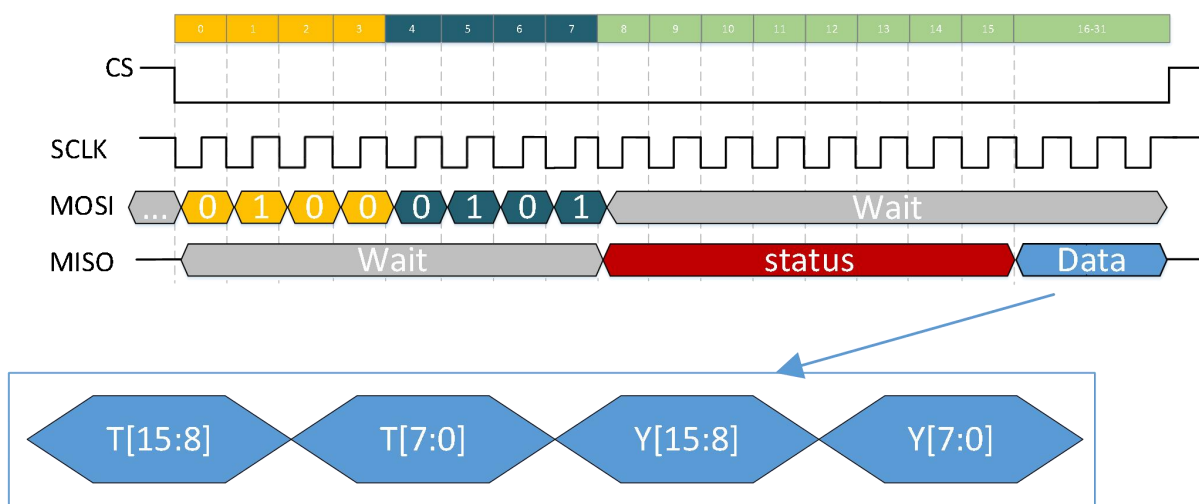 0 1 2 3 4 5 6 7 8 9 10 11 12 13 14 15 16-31
CS
SCLK
MOSI ... 0 1 0 0 0 1 0 1 Wait
MISO Wait status Data
T[15:8] T[7:0] Y[15:8] Y[7:0]